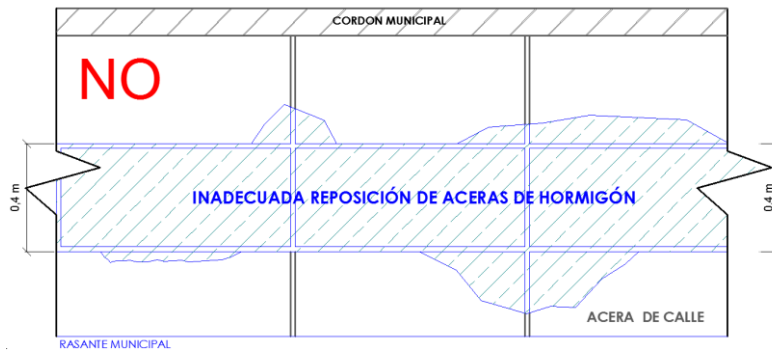 CORDON MUNICIPAL
NO
0,4 m
INADECUADA REPOSICIÓN DE ACERAS DE HORMIGÓN
0,4 m
ACERA DE CALLE
RASANTE MUNICIPAL